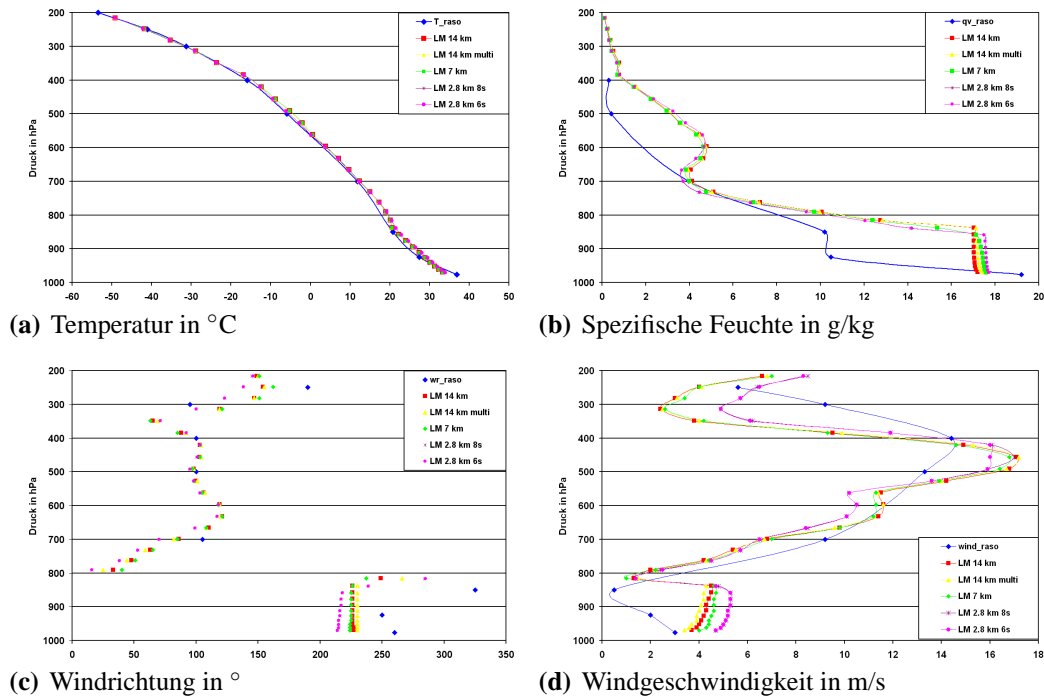 Druck in hPa
200
300
400
500
600
700
800
900
1000
-60 -50 -40 -30 -20 -10 0 10 20 30 40 50
T_raso
LM 14 km
LM 14 km multi
LM 7 km
LM 2.8 km 8s
LM 2.8 km 6s
(a) Temperatur in °C
Druck in hPa
200
300
400
500
600
700
800
900
1000
0 2 4 6 8 10 12 14 16 18 20
qv_raso
LM 14 km
LM 14 km multi
LM 7 km
LM 2.8 km 8s
LM 2.8 km 6s
(b) Spezifische Feuchte in g/kg
Druck in hPa
200
300
400
500
600
700
800
900
1000
0 50 100 150 200 250 300 350
wr_raso
LM 14 km
LM 14 km multi
LM 7 km
LM 2.8 km 8s
LM 2.8 km 6s
(c) Windrichtung in °
Druck in hPa
200
300
400
500
600
700
800
900
1000
0 2 4 6 8 10 12 14 16 18
wind_raso
LM 14 km
LM 14 km multi
LM 7 km
LM 2.8 km 8s
LM 2.8 km 6s
(d) Windgeschwindigkeit in m/s